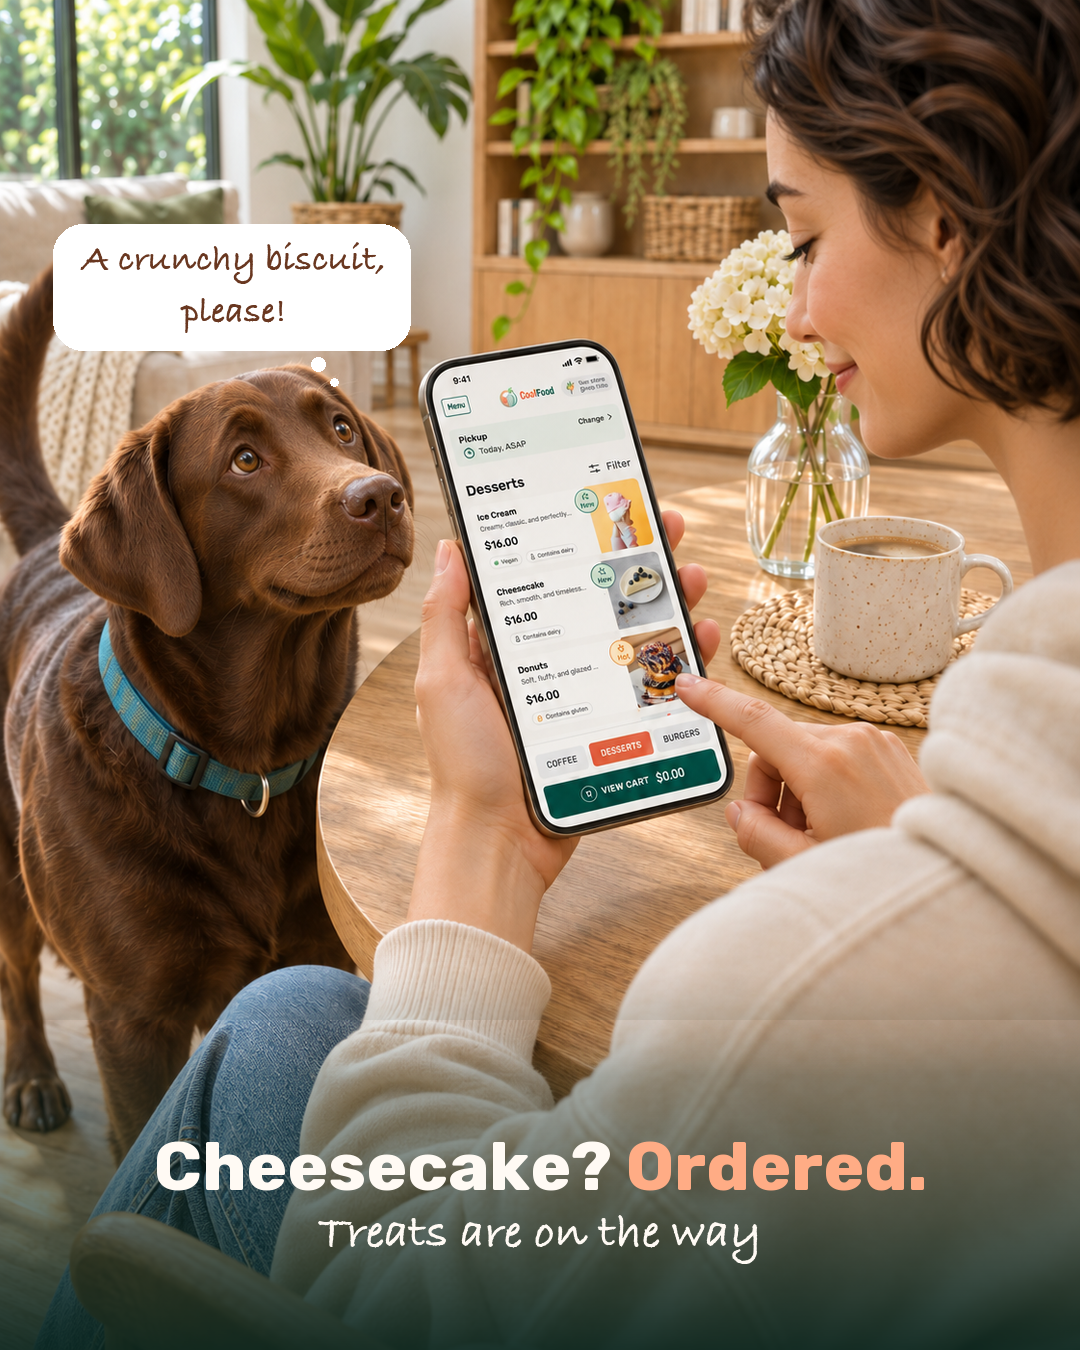 A crunchy biscuit,
please!
9:41
Menu
CoolFood
Pickup
Today, ASAP
Change >
Filter
Desserts
Ice Cream
Creamy, classic, and perfectly...
$16.00
Vegan
Contains dairy
New
Cheesecake
Rich, smooth, and timeless...
$16.00
Contains dairy
New
Donuts
Soft, fluffy, and glazed ...
$16.00
Contains gluten
Hot
COFFEE
DESSERTS
BURGERS
VIEW CART $0.00
Cheesecake? Ordered.
Treats are on the way